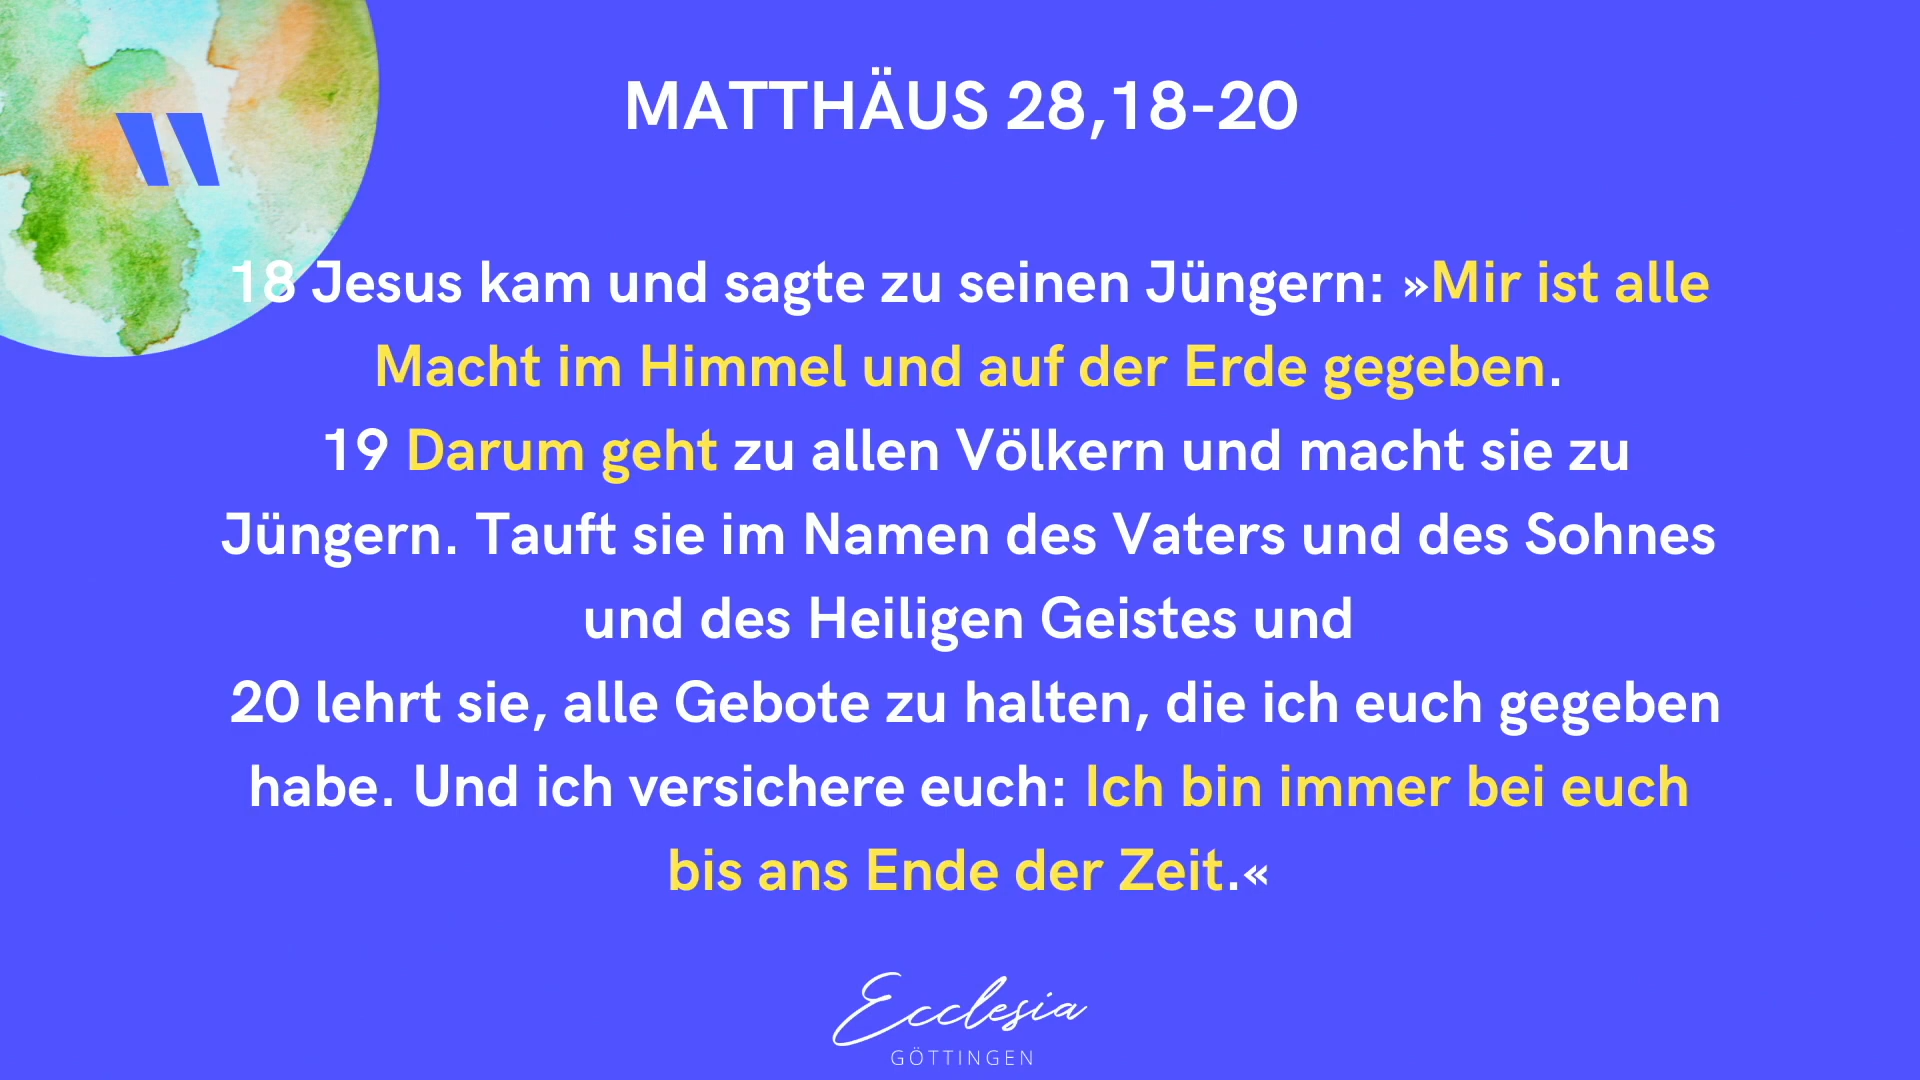 MATTHÄUS 28,18-20
18 Jesus kam und sagte zu seinen Jüngern: »Mir ist alle
Macht im Himmel und auf der Erde gegeben.
19 Darum geht zu allen Völkern und macht sie zu
Jüngern. Tauft sie im Namen des Vaters und des Sohnes
und des Heiligen Geistes und
20 lehrt sie, alle Gebote zu halten, die ich euch gegeben
habe. Und ich versichere euch: Ich bin immer bei euch
bis ans Ende der Zeit.«
Ecclesia
GÖTTINGEN